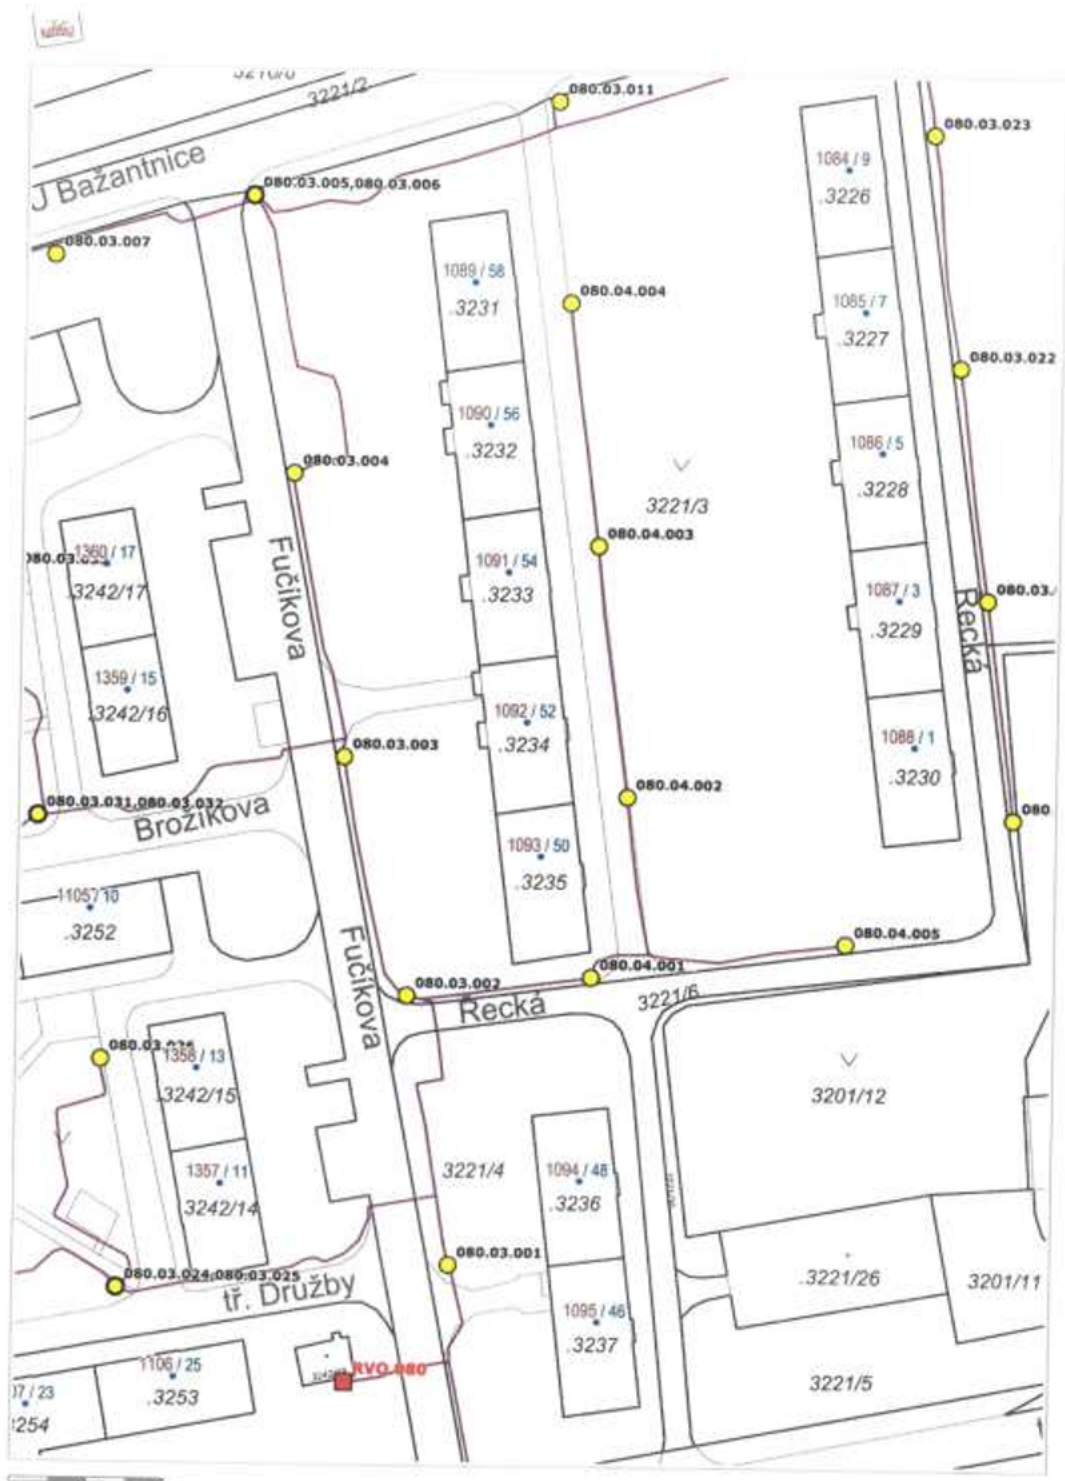 3221/2
080.03.011
080.03.023
J Bažantnice
1084 / 9
.3226
080.03.005,080.03.006
080.03.007
1089 / 58
.3231
080.04.004
1085 / 7
.3227
080.03.022
1090 / 56
.3232
080.03.004
1086 / 5
.3228
3221/3
080.04.003
1360 / 17
.3242/17
Fučíkova
1091 / 54
.3233
1087 / 3
.3229
Řecká
080.03.
1359 / 15
.3242/16
1092 / 52
.3234
080.03.003
1088 / 1
.3230
080.04.002
080.03.031,080.03.032
Brožíkova
080
1093 / 50
.3235
1105 / 10
.3252
Fučíkova
080.04.005
080.04.001
080.03.002
Řecká
3221/6
1358 / 13
.3242/15
3201/12
1357 / 11
3242/14
3221/4
1094 / 48
.3236
080.03.001
080.03.024,080.03.025
tř. Družby
.3221/26
3201/11
1095 / 46
.3237
RVO.080
1106 / 25
.3253
3221/5
7 / 23
3254